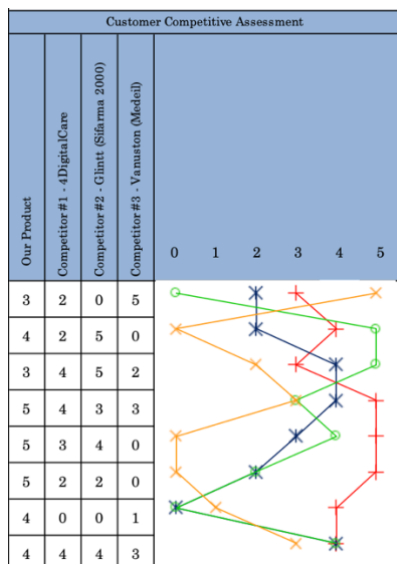 Customer Competitive Assessment
Our Product
Competitor #1 - 4DigitalCare
Competitor #2 - Glintt (Sifarma 2000)
Competitor #3 - Vanuston (Medeil)
0 1 2 3 4 5
3 2 0 5
4 2 5 0
3 4 5 2
5 4 3 3
5 3 4 0
5 2 2 0
4 0 0 1
4 4 4 3